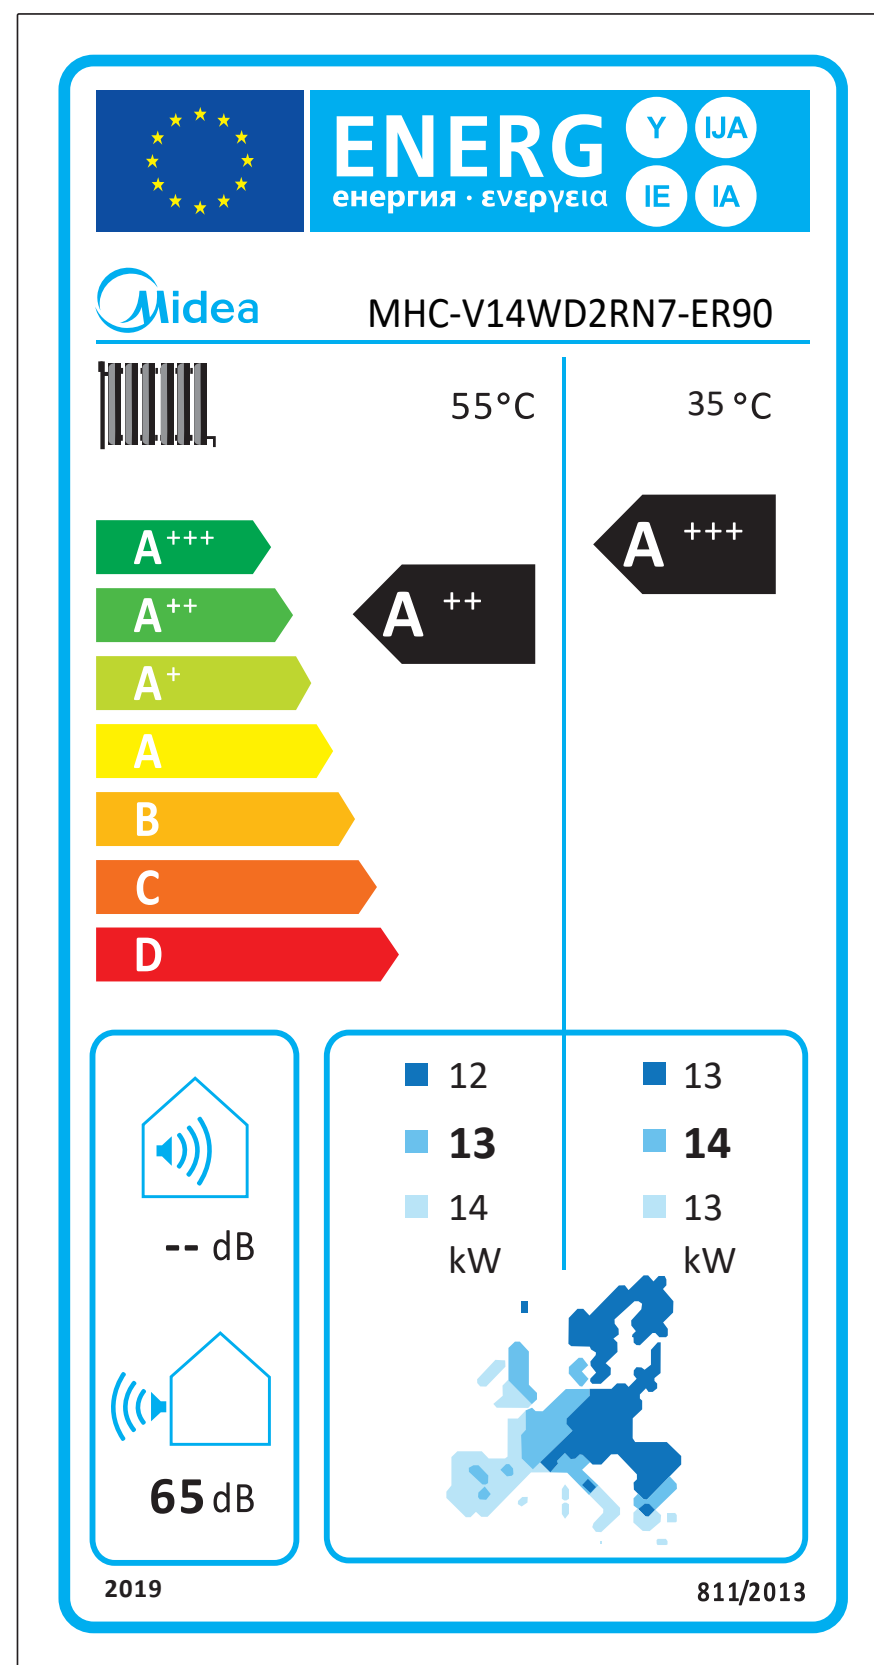 ENERG
енергия · ενεργεια
Y IJA
IE IA
Midea
MHC-V14WD2RN7-ER90
55°C
35 °C
A+++
A++
A+
A
B
C
D
A ++
A +++
-- dB
65 dB
12
13
14
kW
13
14
13
kW
2019
811/2013